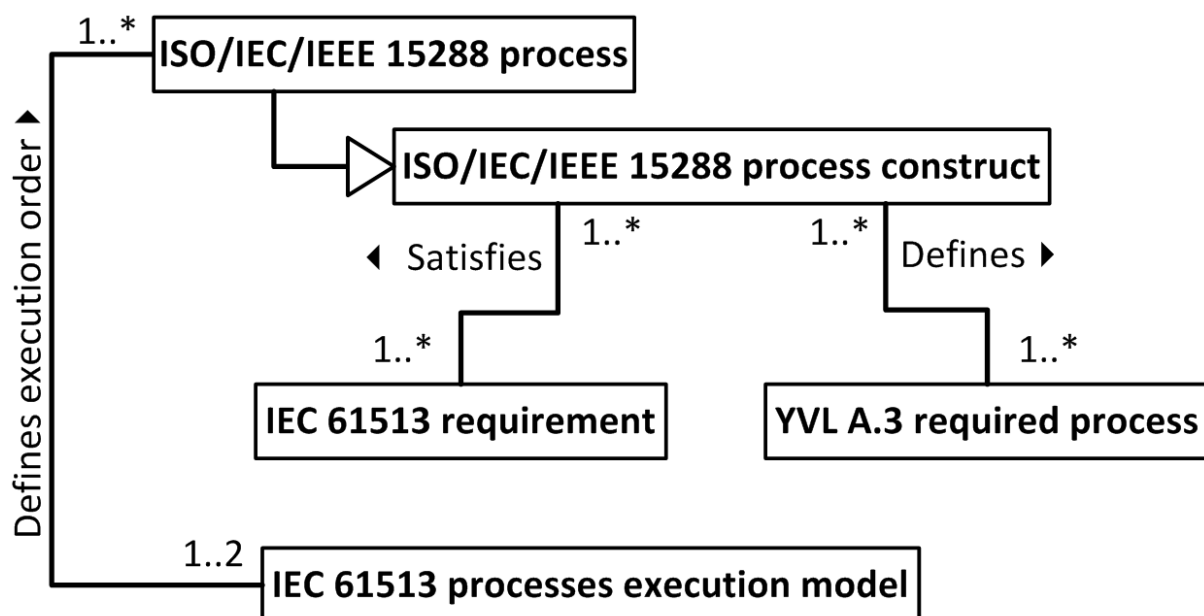 1..*
ISO/IEC/IEEE 15288 process
ISO/IEC/IEEE 15288 process construct
1..*
1..*
Satisfies
Defines
1..*
1..*
IEC 61513 requirement
YVL A.3 required process
Defines execution order
1..2
IEC 61513 processes execution model